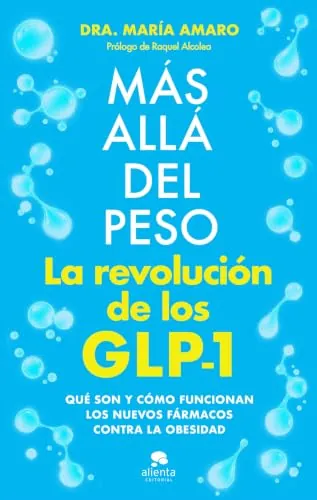 DRA. MARÍA AMARO
Prólogo de Raquel Alcolea
MÁS
ALLÁ
DEL
PESO
La revolución
de los
GLP-1
QUÉ SON Y CÓMO FUNCIONAN
LOS NUEVOS FÁRMACOS
CONTRA LA OBESIDAD
alienta
EDITORIAL